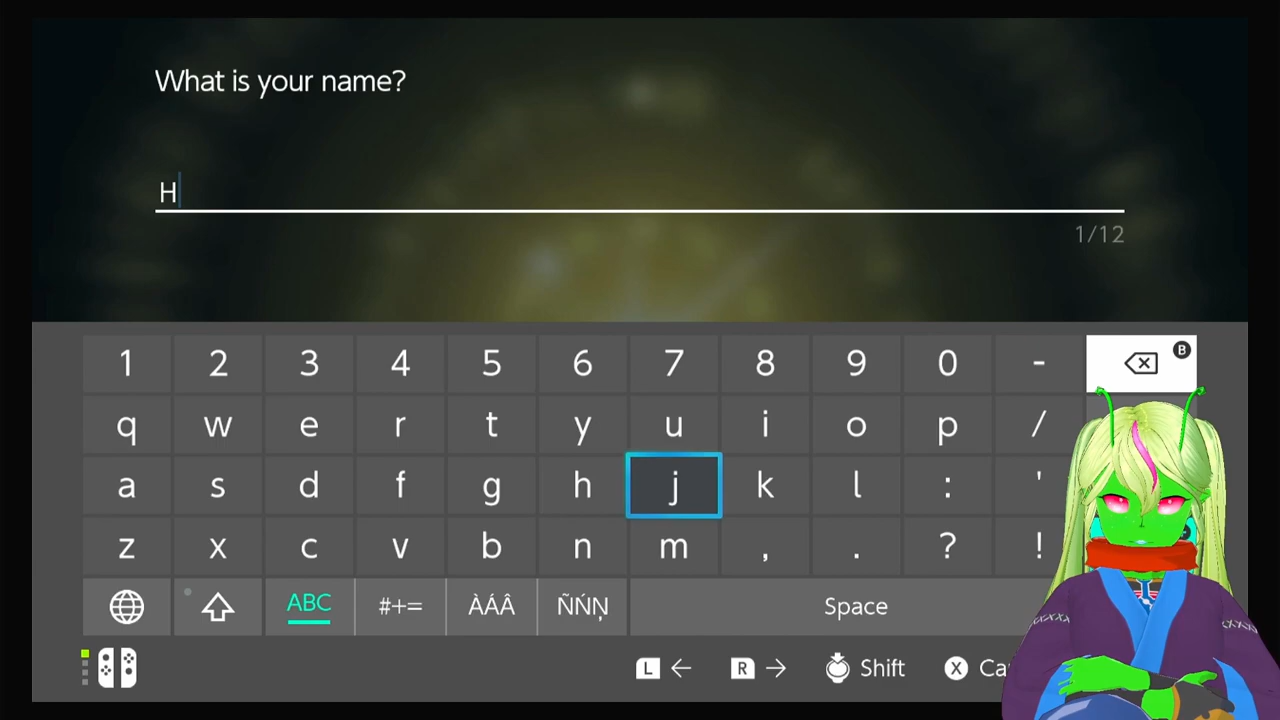 What is your name?
H
1/12
1 2 3 4 5 6 7 8 9 0 - B
q w e r t y u i o p /
a s d f g h j k l : '
z x c v b n m , . ? !
ABC #+= ÀÁÂ ÑŃŅ Space
L ← R → Shift X Ca